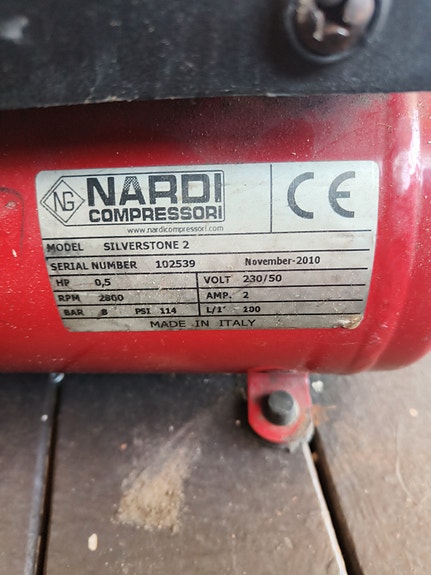 NG NARDI CE
COMPRESSORI
www.nardicompressori.com
MODEL SILVERSTONE 2
SERIAL NUMBER 102539 November-2010
HP 0,5 VOLT 230/50
RPM 2800 AMP. 2
BAR 8 PSI 114 L/1' 100
MADE IN ITALY